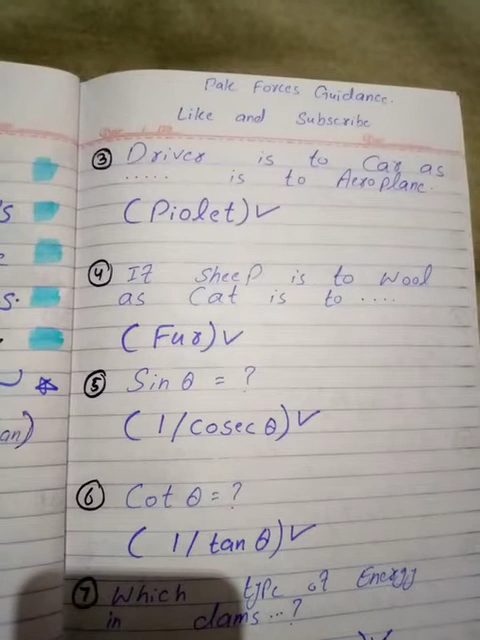 Pak Forces Guidance.
Like and Subscribe
③ Driver is to Car as
..... is to Aeroplane.
(Piolet) ✓
④ If sheep is to wool
as Cat is to ....
(Fur) ✓
⑤ Sin θ = ?
(1/cosec θ) ✓
⑥ Cot θ = ?
(1/tan θ) ✓
⑦ Which type of Energy
in dams...?